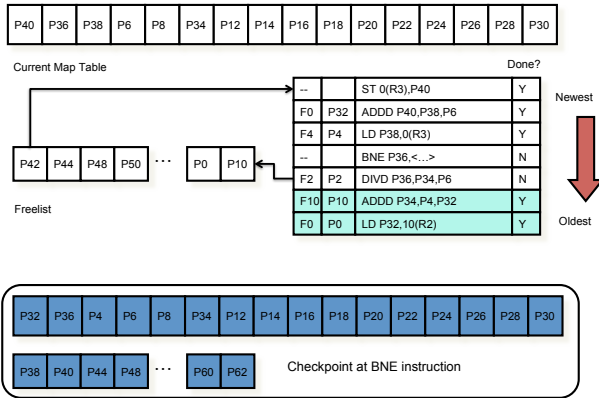 P40 P36 P38 P6 P8 P34 P12 P14 P16 P18 P20 P22 P24 P26 P28 P30
Current Map Table
Done?
-- ST 0(R3),P40 Y
Newest
F0 P32 ADDD P40,P38,P6 Y
F4 P4 LD P38,0(R3) Y
-- BNE P36,<...> N
P42 P44 P48 P50 ... P0 P10
F2 P2 DIVD P36,P34,P6 N
Freelist
F10 P10 ADDD P34,P4,P32 Y
Oldest
F0 P0 LD P32,10(R2) Y
P32 P36 P4 P6 P8 P34 P12 P14 P16 P18 P20 P22 P24 P26 P28 P30
P38 P40 P44 P48 ... P60 P62
Checkpoint at BNE instruction